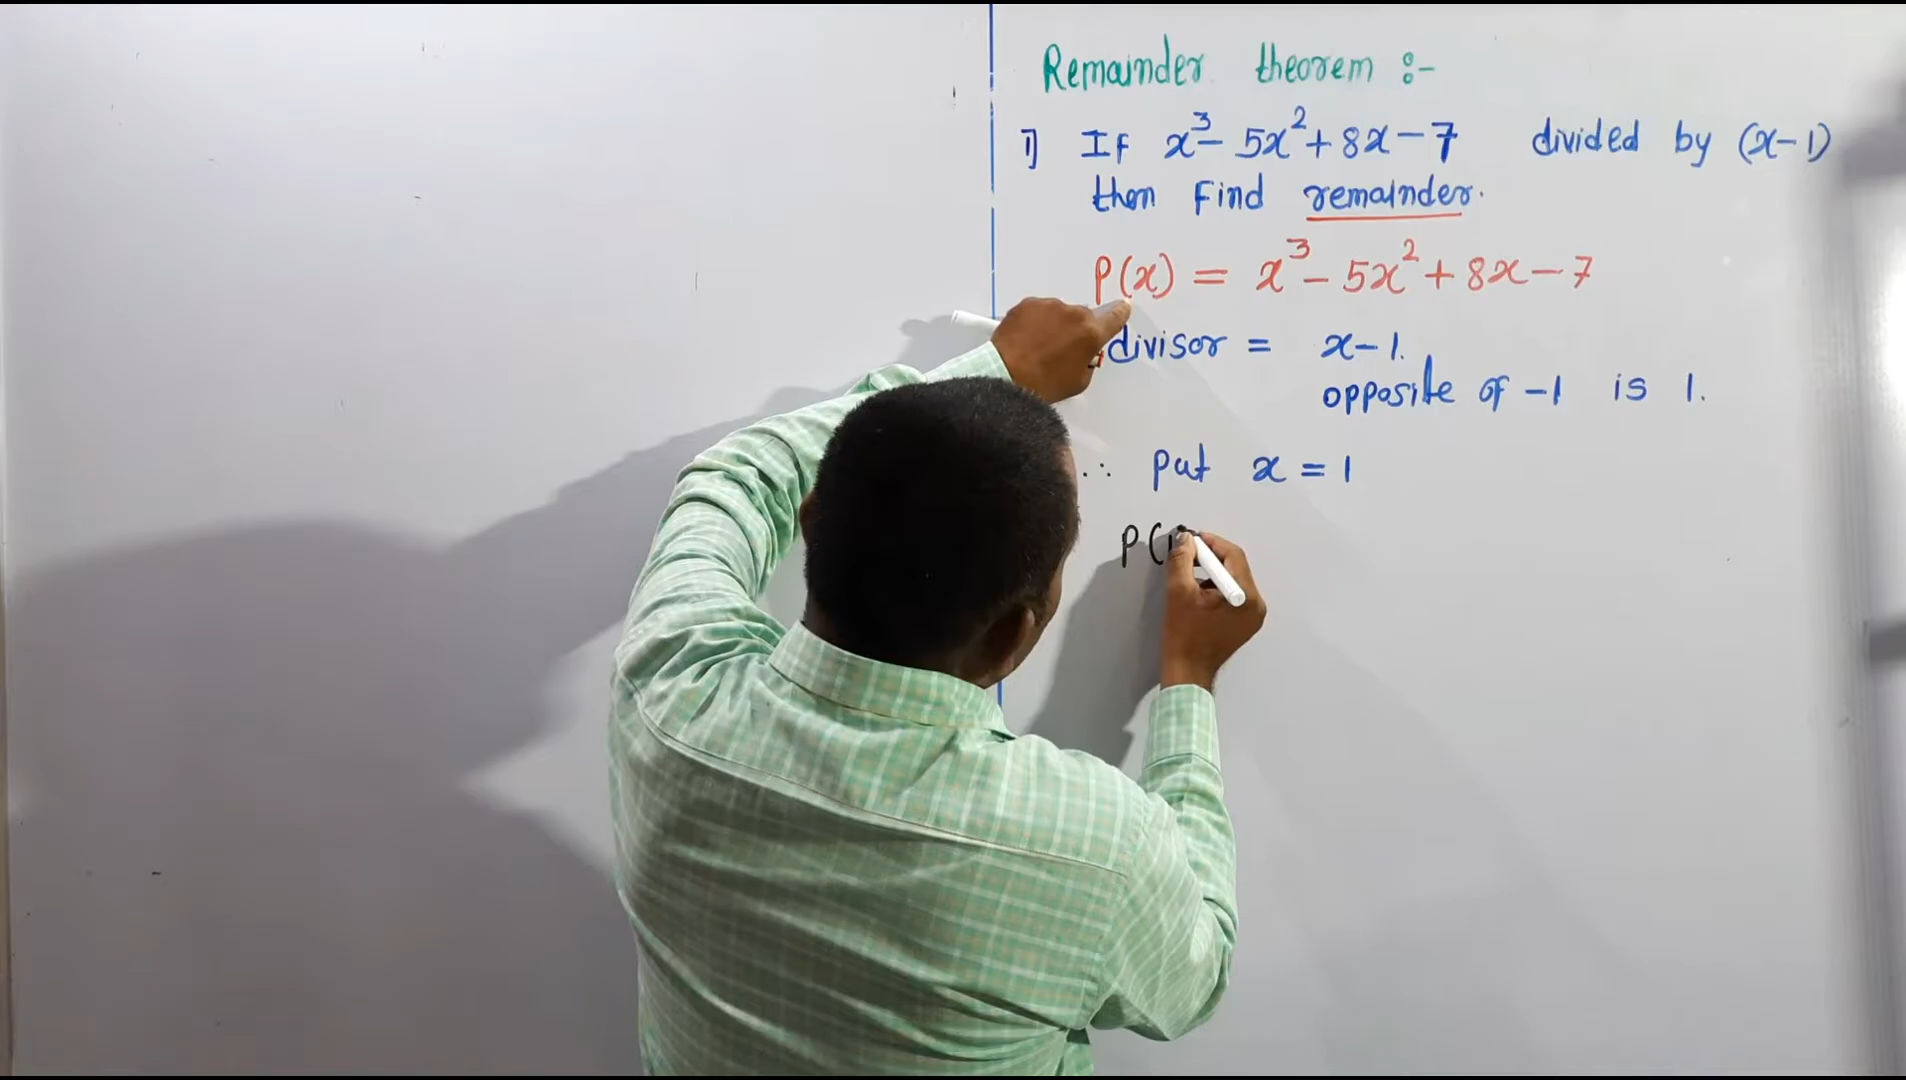 Remainder theorem :-
1] If x³ - 5x² + 8x - 7 divided by (x-1)
then Find remainder.
P(x) = x³ - 5x² + 8x - 7
divisor = x-1.
opposite of -1 is 1.
∴ put x = 1
P(1